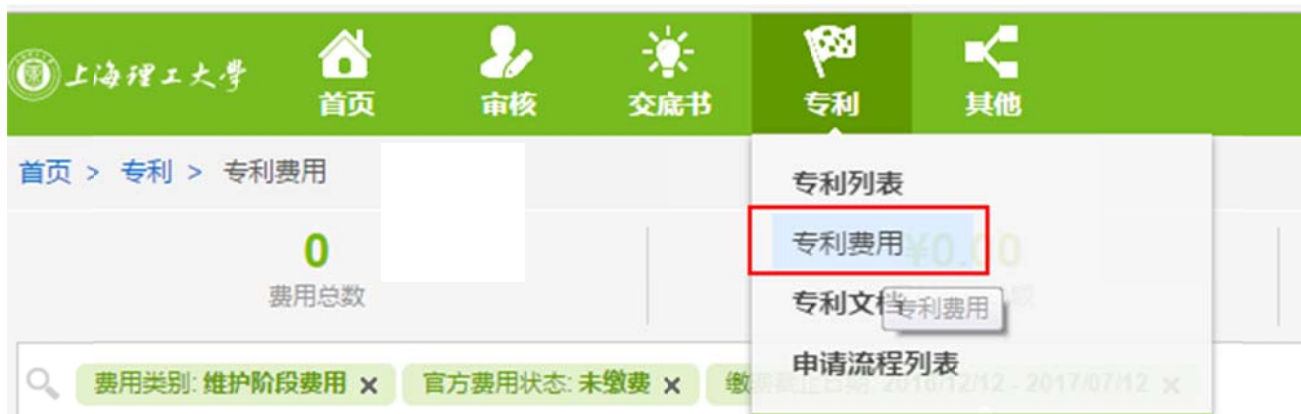 上海理工大学
首页
审核
交底书
专利
其他
首页 > 专利 > 专利费用
专利列表
专利费用
专利文档
专利费用
申请流程列表
0
费用总数
¥0.00
费用类别: 维护阶段费用 ×
官方费用状态: 未缴费 ×
缴费截止日期: 2016/12/12 - 2017/07/12 ×